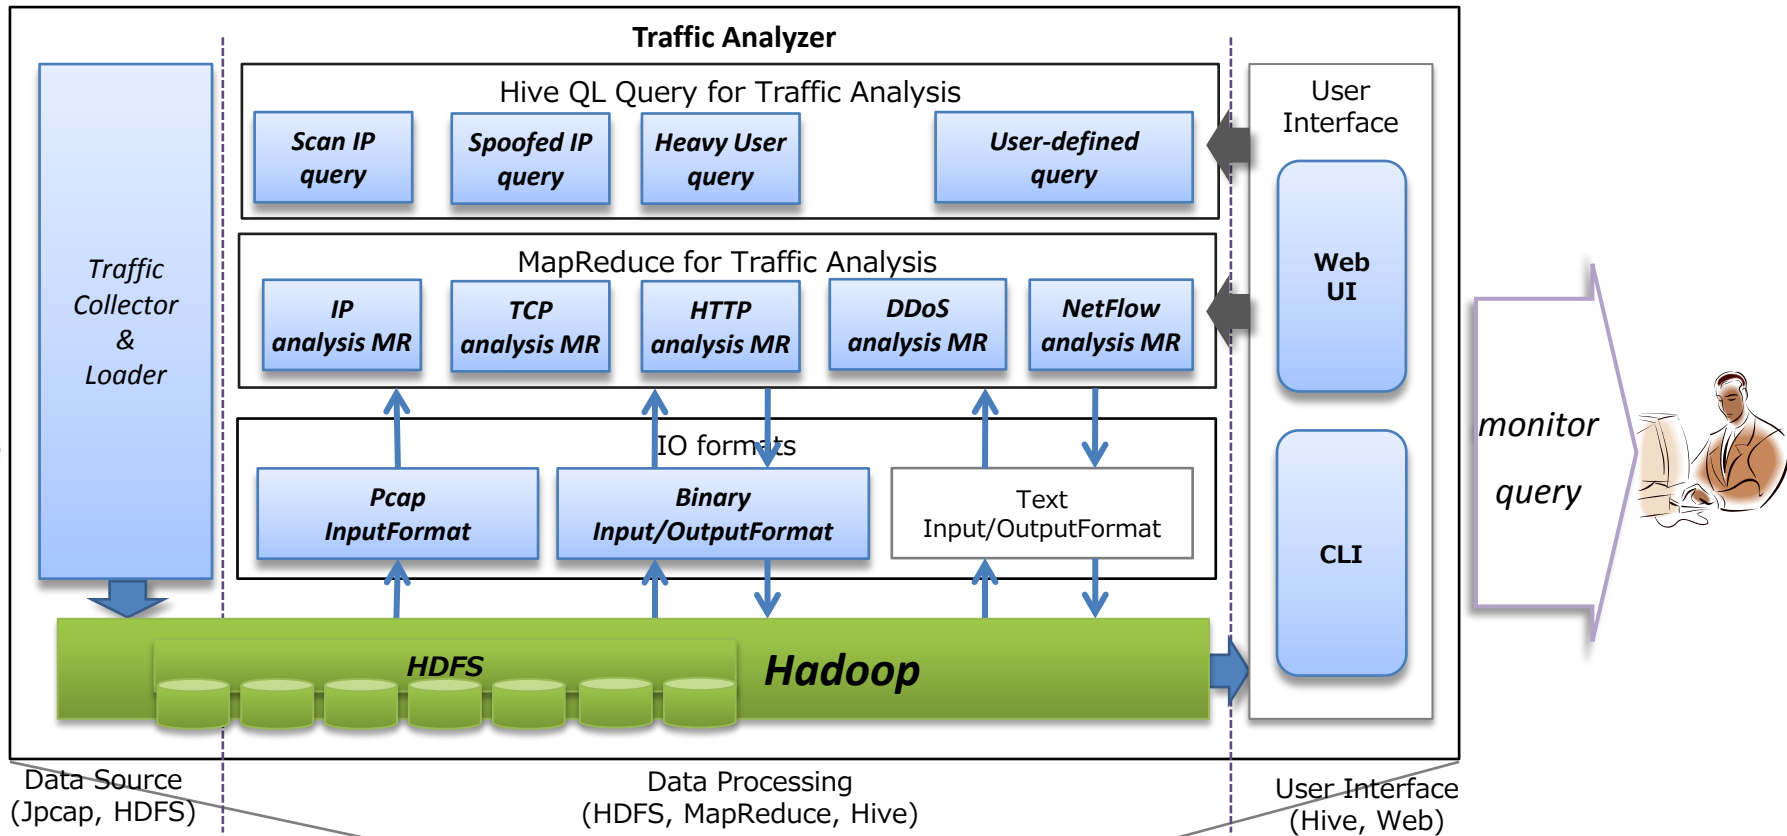 Traffic Analyzer
Traffic
Collector
&
Loader
Hive QL Query for Traffic Analysis
Scan IP
query
Spoofed IP
query
Heavy User
query
User-defined
query
MapReduce for Traffic Analysis
IP
analysis MR
TCP
analysis MR
HTTP
analysis MR
DDoS
analysis MR
NetFlow
analysis MR
IO formats
Pcap
InputFormat
Binary
Input/OutputFormat
Text
Input/OutputFormat
HDFS
Hadoop
User
Interface
Web
UI
CLI
monitor
query
Data Source
(Jpcap, HDFS)
Data Processing
(HDFS, MapReduce, Hive)
User Interface
(Hive, Web)